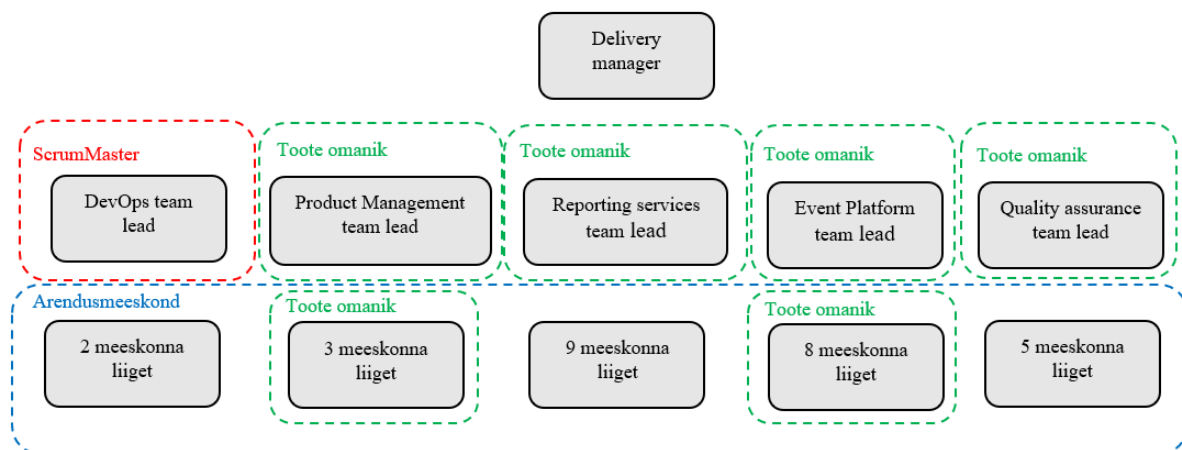 Delivery
manager
ScrumMaster
DevOps team
lead
Toote omanik
Product Management
team lead
Toote omanik
Reporting services
team lead
Toote omanik
Event Platform
team lead
Toote omanik
Quality assurance
team lead
Arendusmeeskond
2 meeskonna
liiget
Toote omanik
3 meeskonna
liiget
9 meeskonna
liiget
Toote omanik
8 meeskonna
liiget
5 meeskonna
liiget